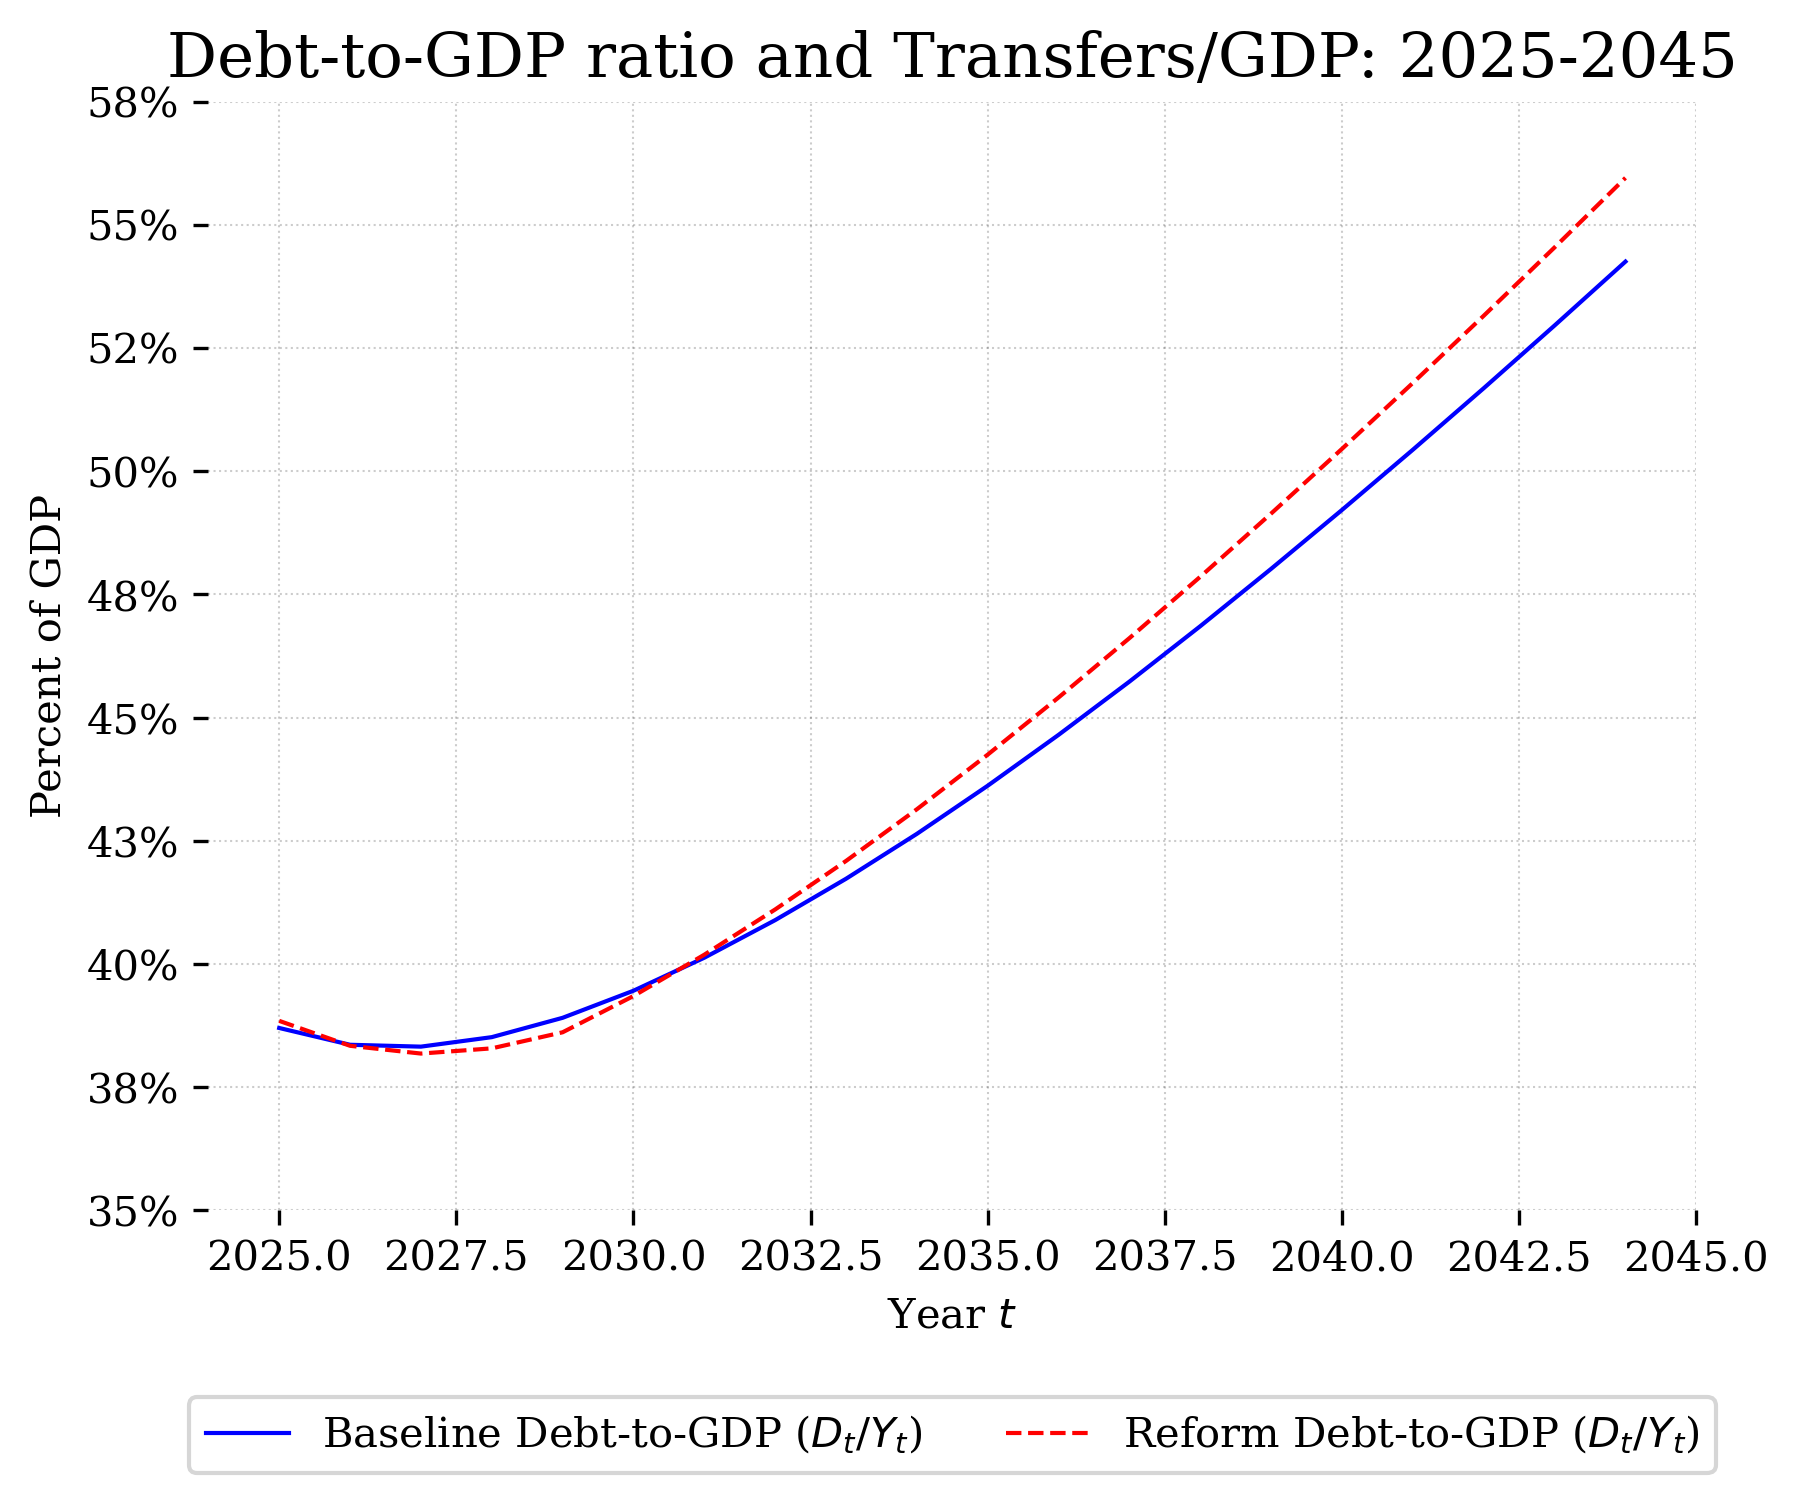 Debt-to-GDP ratio and Transfers/GDP: 2025-2045
58%
55%
52%
50%
48%
45%
43%
40%
38%
35%
Percent of GDP
2025.0 2027.5 2030.0 2032.5 2035.0 2037.5 2040.0 2042.5 2045.0
Year t
Baseline Debt-to-GDP (Dₜ/Yₜ) Reform Debt-to-GDP (Dₜ/Yₜ)